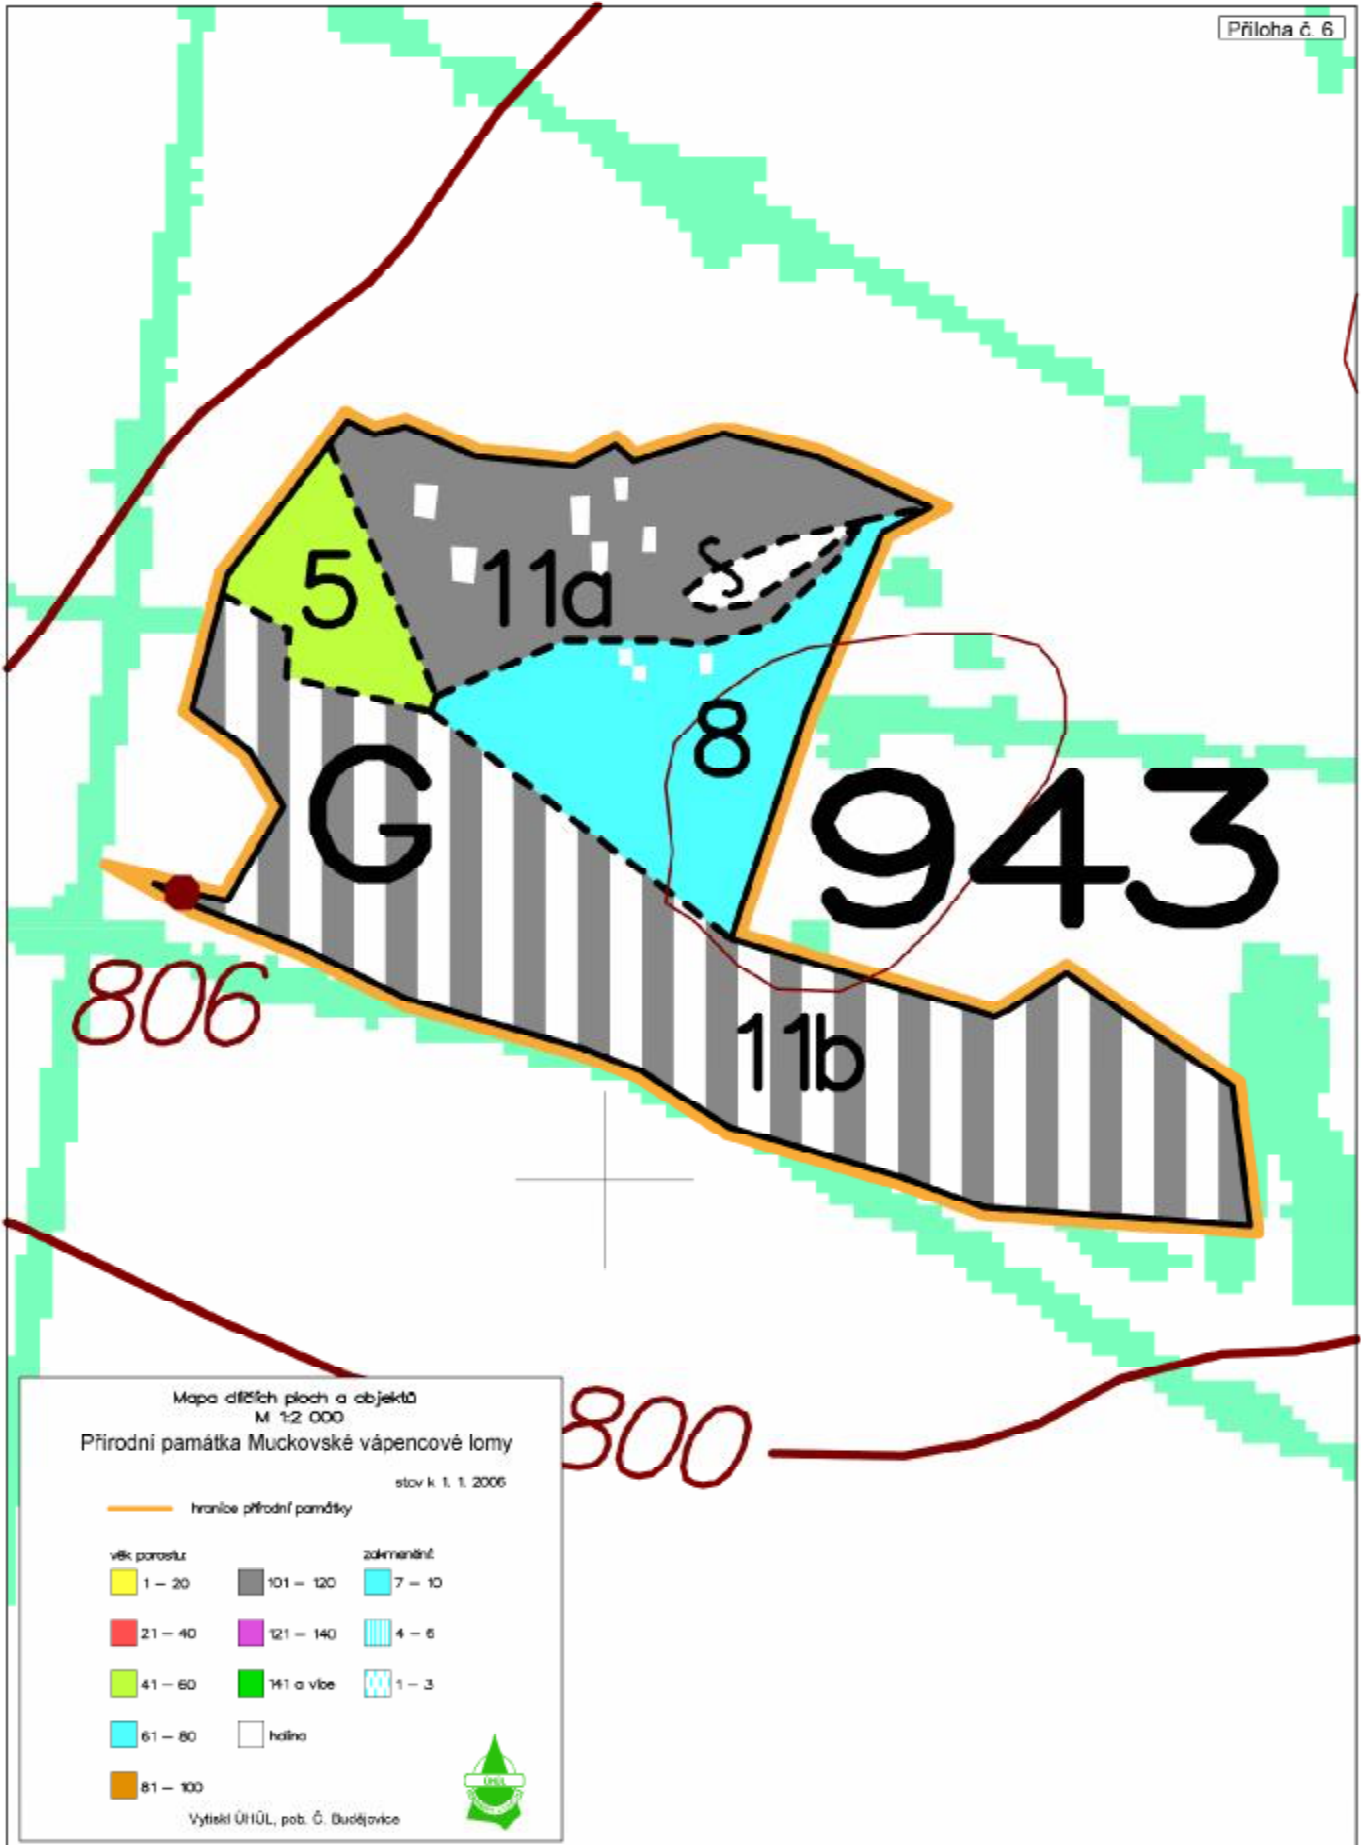 Příloha č. 6
5
11a
8
G
943
806
11b
800
Mapa dílčích ploch a objektů
M 1:2 000
Přírodní památka Muckovské vápencové lomy
stav k 1. 1. 2006
hranice přírodní památky
věk porostu: zakmenění:
1 – 20 101 – 120 7 – 10
21 – 40 121 – 140 4 – 6
41 – 60 141 a více 1 – 3
61 – 80 holina
81 – 100
ÚHÚL
Vytiskl ÚHÚL, pob. Č. Budějovice